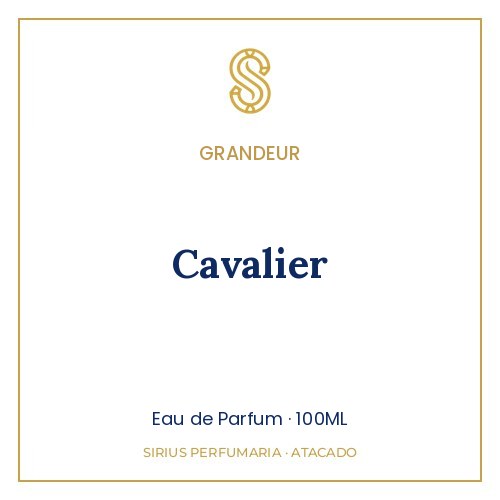 GRANDEUR
Cavalier
Eau de Parfum · 100ML
SIRIUS PERFUMARIA · ATACADO